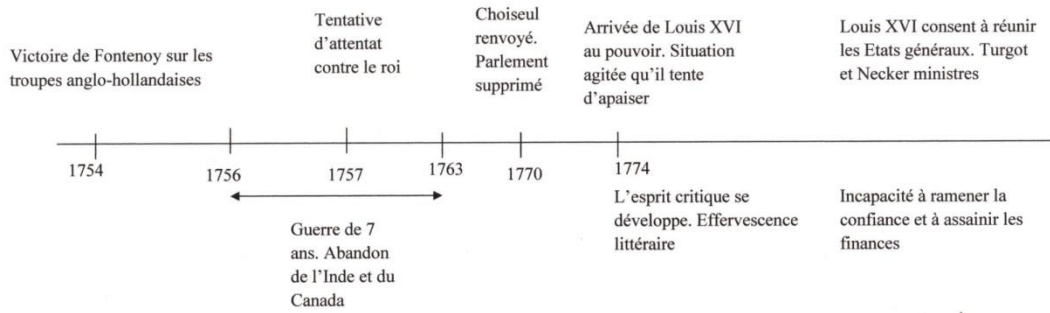 Victoire de Fontenoy sur les
troupes anglo-hollandaises
Tentative
d'attentat
contre le roi
Choiseul
renvoyé.
Parlement
supprimé
Arrivée de Louis XVI
au pouvoir. Situation
agitée qu'il tente
d'apaiser
Louis XVI consent à réunir
les Etats généraux. Turgot
et Necker ministres
1754
1756
1757
1763
1770
1774
Guerre de 7
ans. Abandon
de l'Inde et du
Canada
L'esprit critique se
développe. Effervescence
littéraire
Incapacité à ramener la
confiance et à assainir les
finances